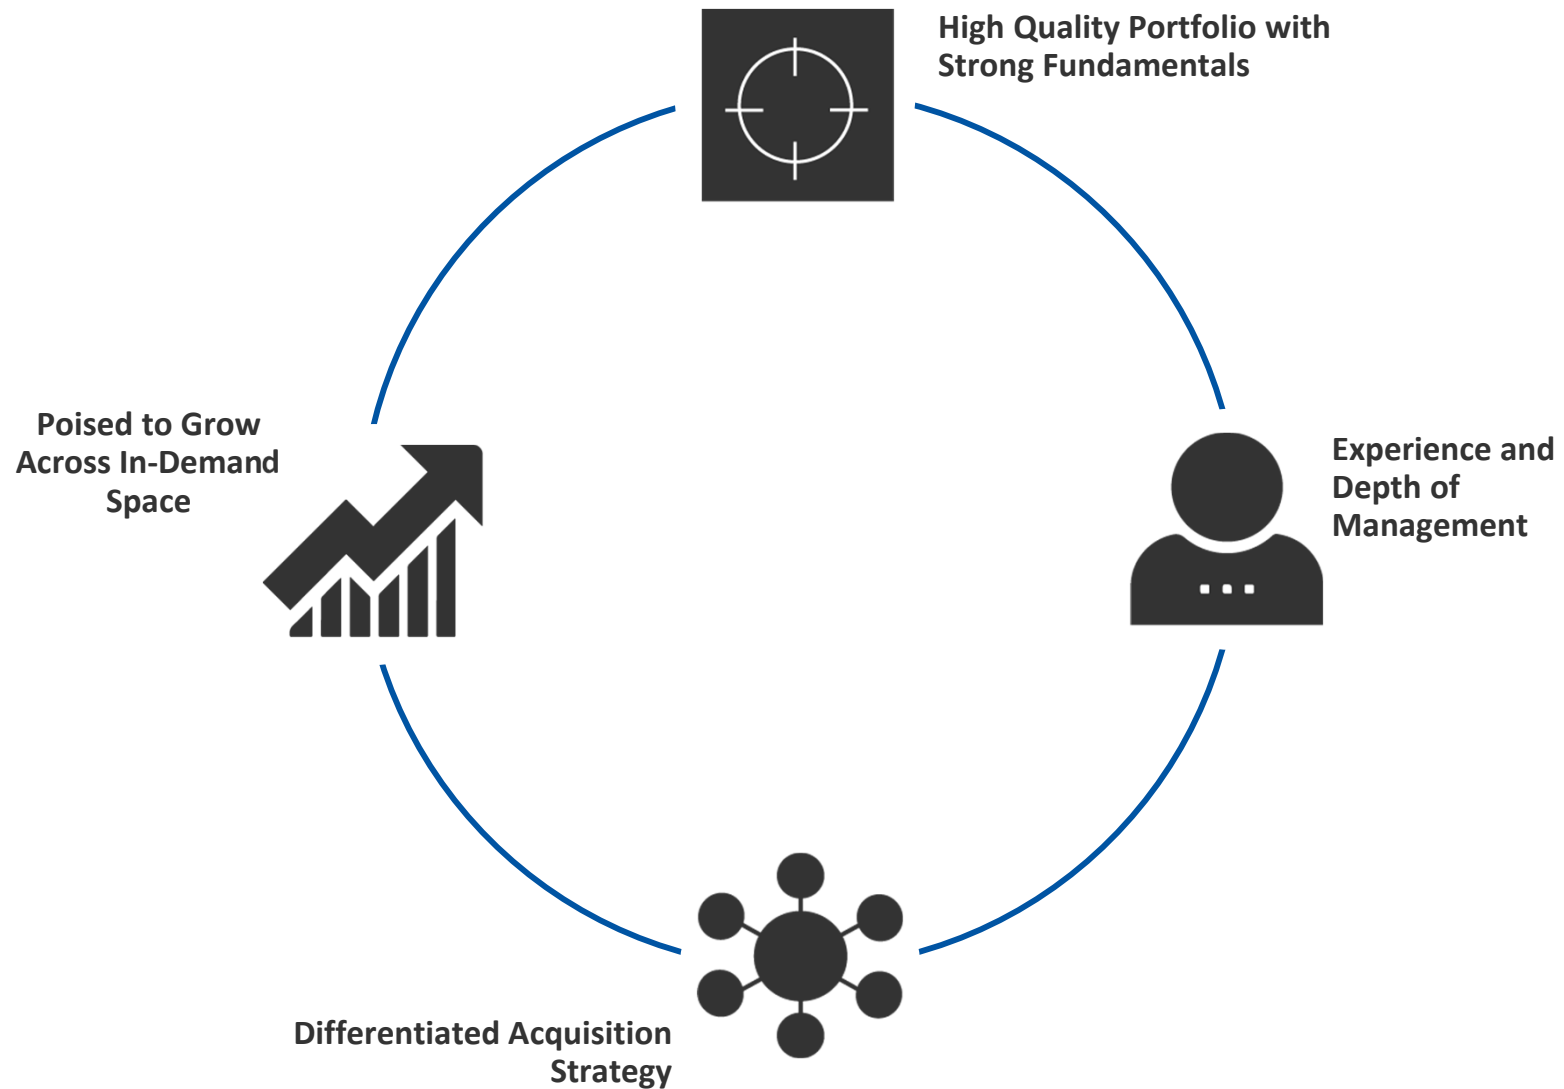 High Quality Portfolio with
Strong Fundamentals
Poised to Grow
Across In-Demand
Space
Experience and
Depth of
Management
Differentiated Acquisition
Strategy